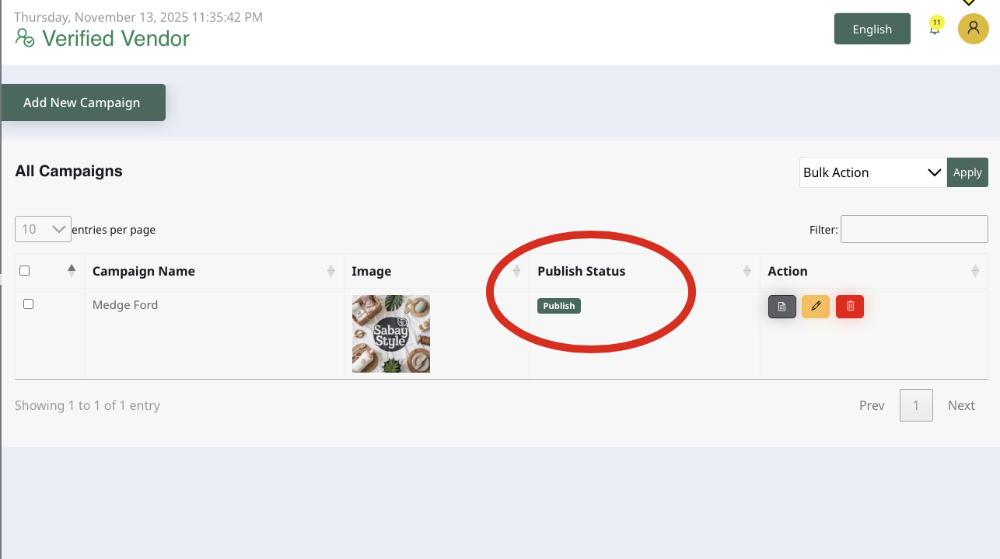 Thursday, November 13, 2025 11:35:42 PM
Verified Vendor
English
11
Add New Campaign
All Campaigns
Bulk Action
Apply
10 entries per page
Filter:
Campaign Name Image Publish Status Action
Medge Ford
Sabay
Style
Publish
Showing 1 to 1 of 1 entry
Prev 1 Next